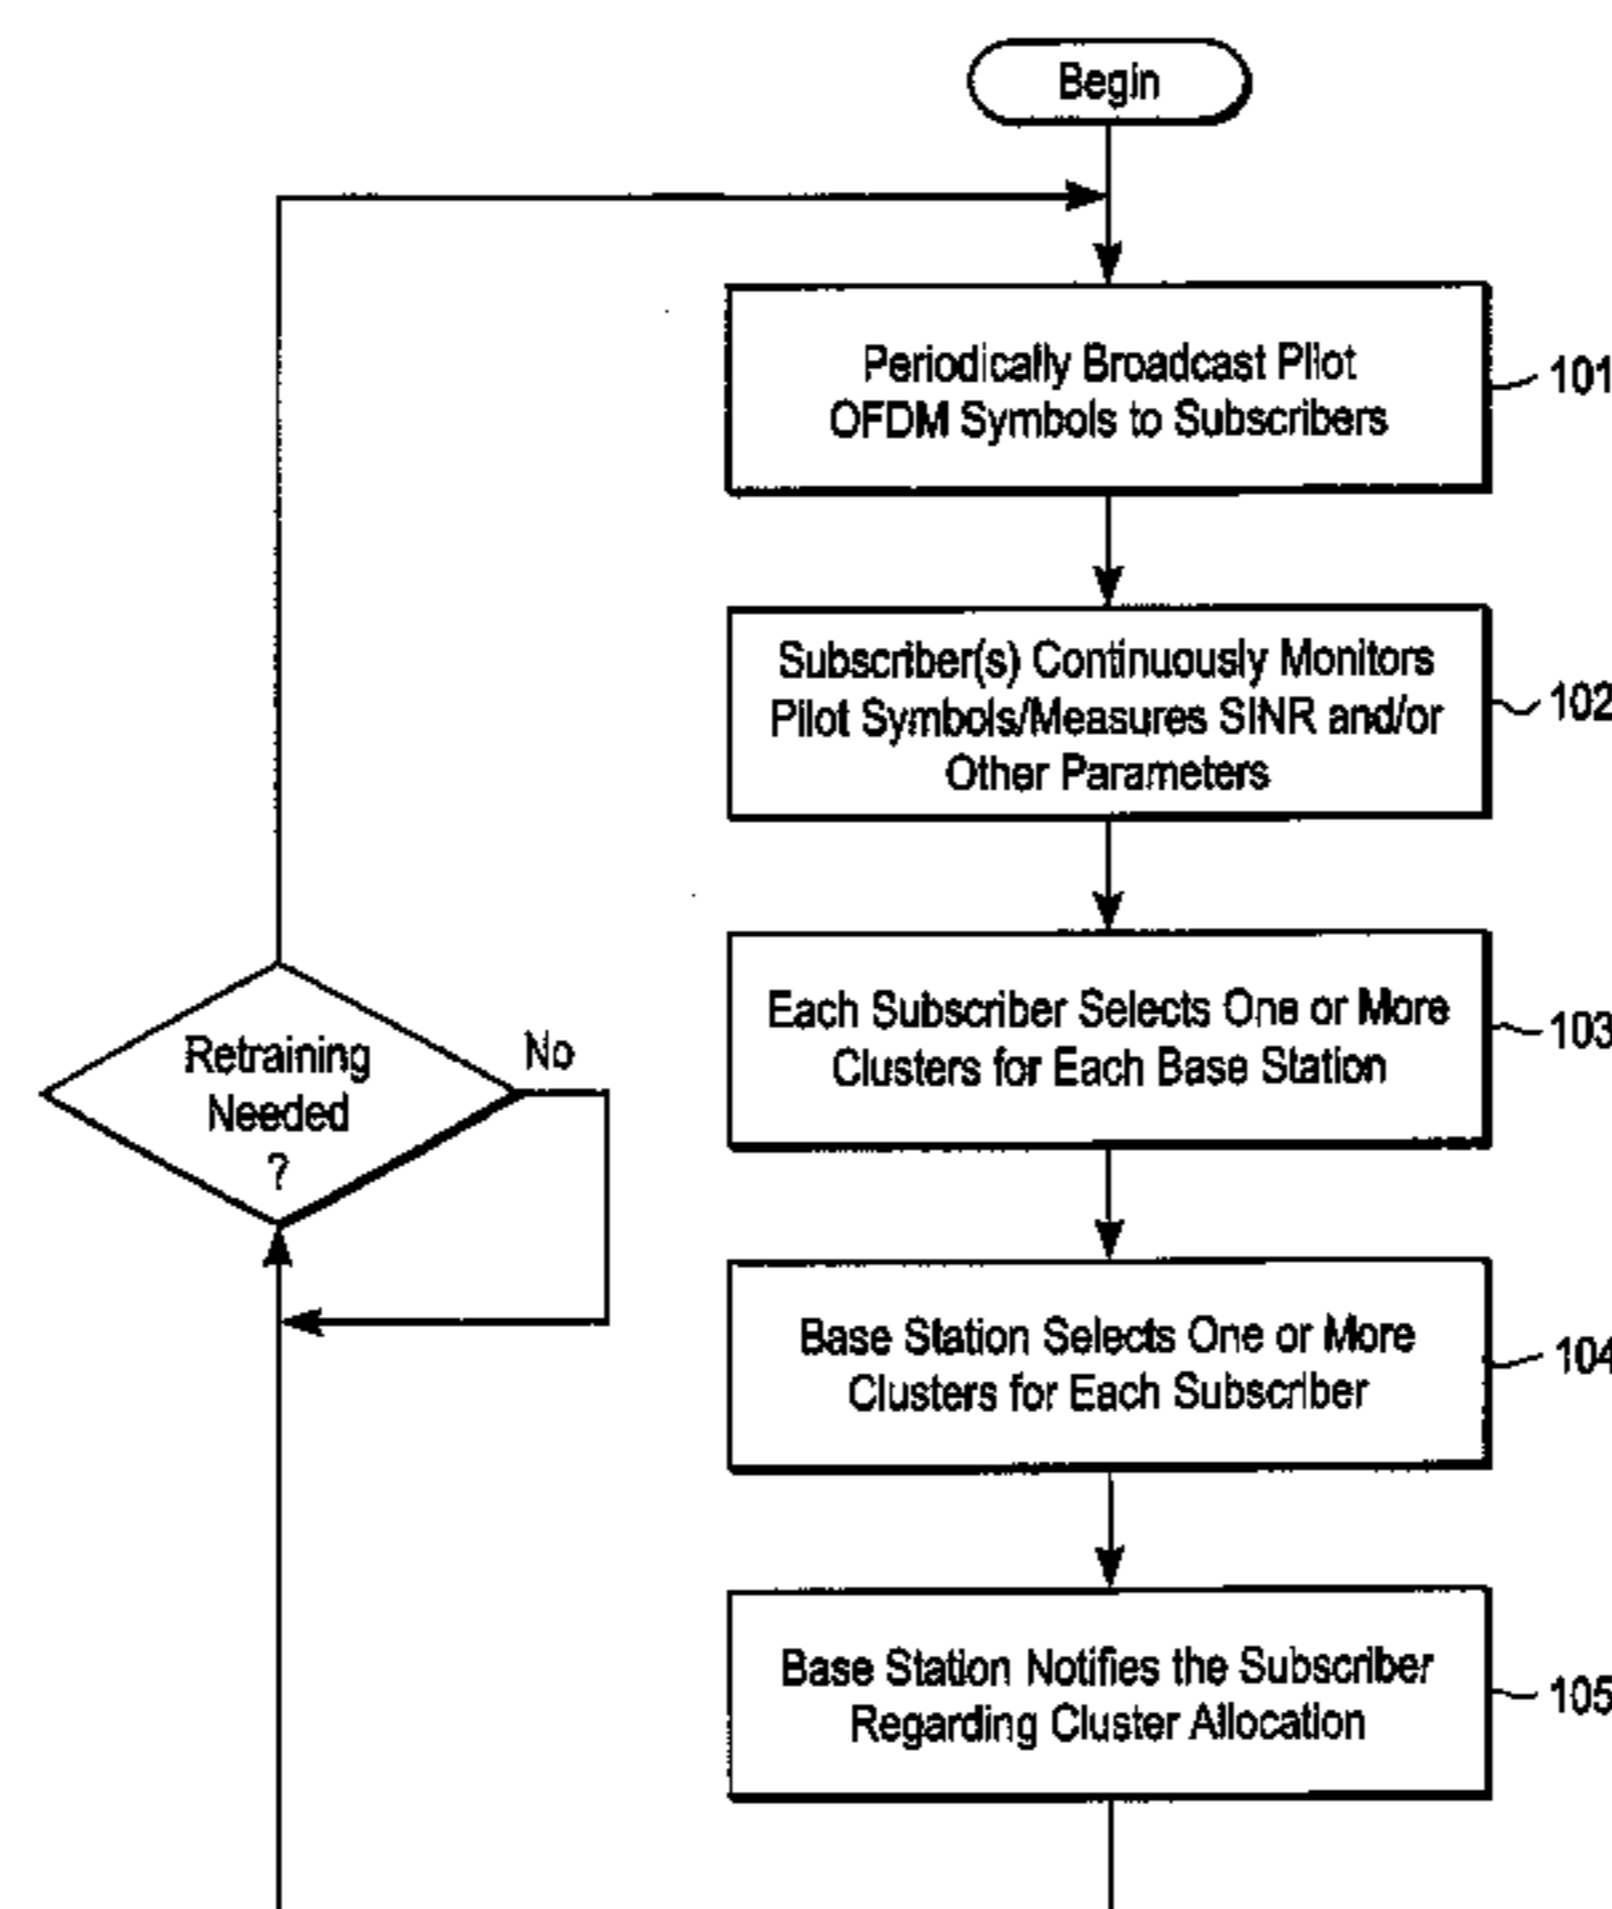 Begin
Periodically Broadcast Pilot
OFDM Symbols to Subscribers
101
Subscriber(s) Continuously Monitors
Pilot Symbols/Measures SINR and/or
Other Parameters
102
Each Subscriber Selects One or More
Clusters for Each Base Station
103
Retraining
Needed
?
No
Base Station Selects One or More
Clusters for Each Subscriber
104
Base Station Notifies the Subscriber
Regarding Cluster Allocation
105